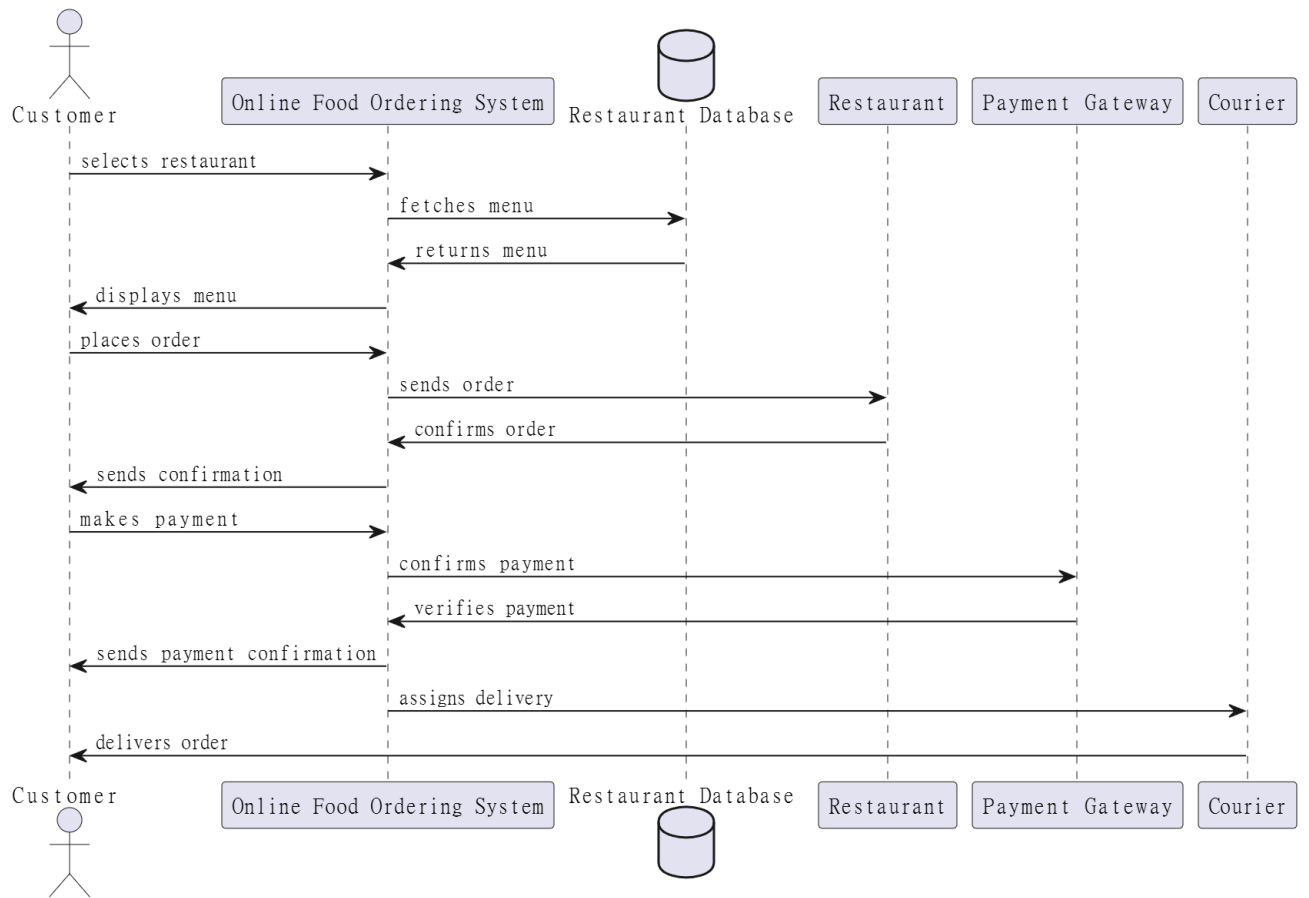 Customer
Online Food Ordering System
Restaurant Database
Restaurant
Payment Gateway
Courier
selects restaurant
fetches menu
returns menu
displays menu
places order
sends order
confirms order
sends confirmation
makes payment
confirms payment
verifies payment
sends payment confirmation
assigns delivery
delivers order
Customer
Online Food Ordering System
Restaurant Database
Restaurant
Payment Gateway
Courier